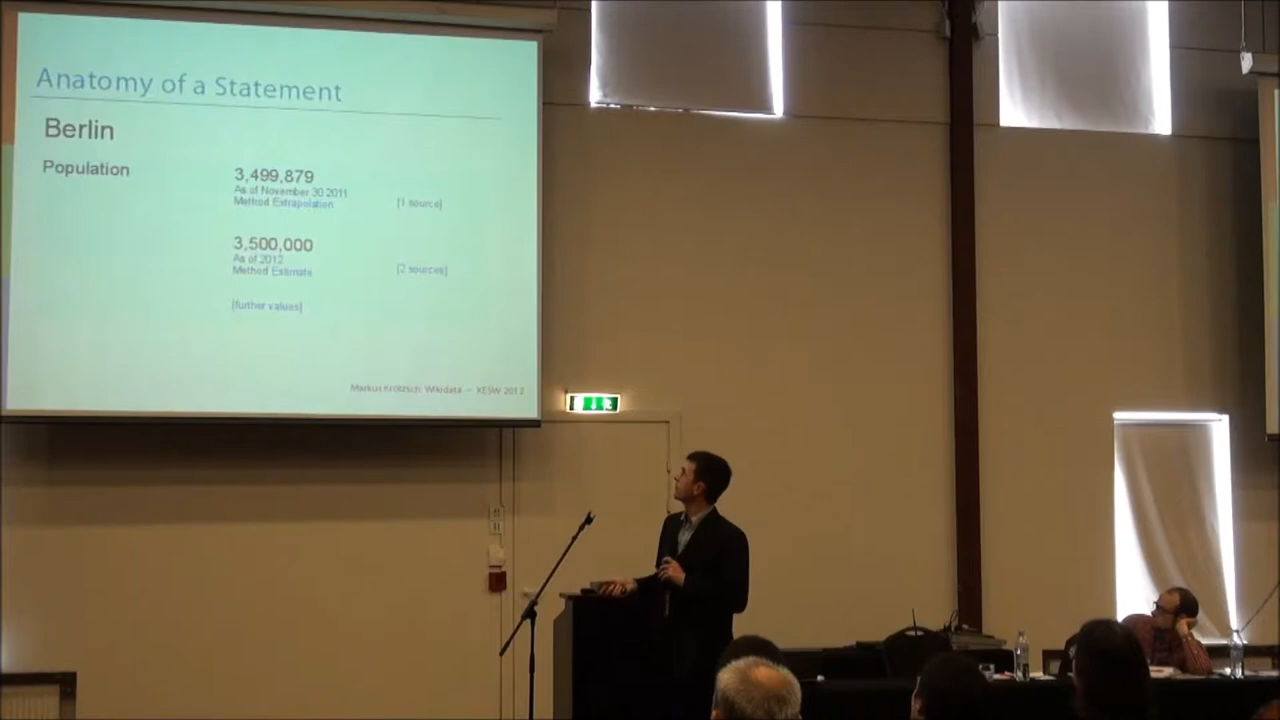 Anatomy of a Statement
Berlin
Population
3,499,879
As of November 30 2011
Method Extrapolation
[1 source]
3,500,000
As of 2012
Method Estimate
[2 sources]
[further values]
Markus Krötzsch: Wikidata – KESW 2013